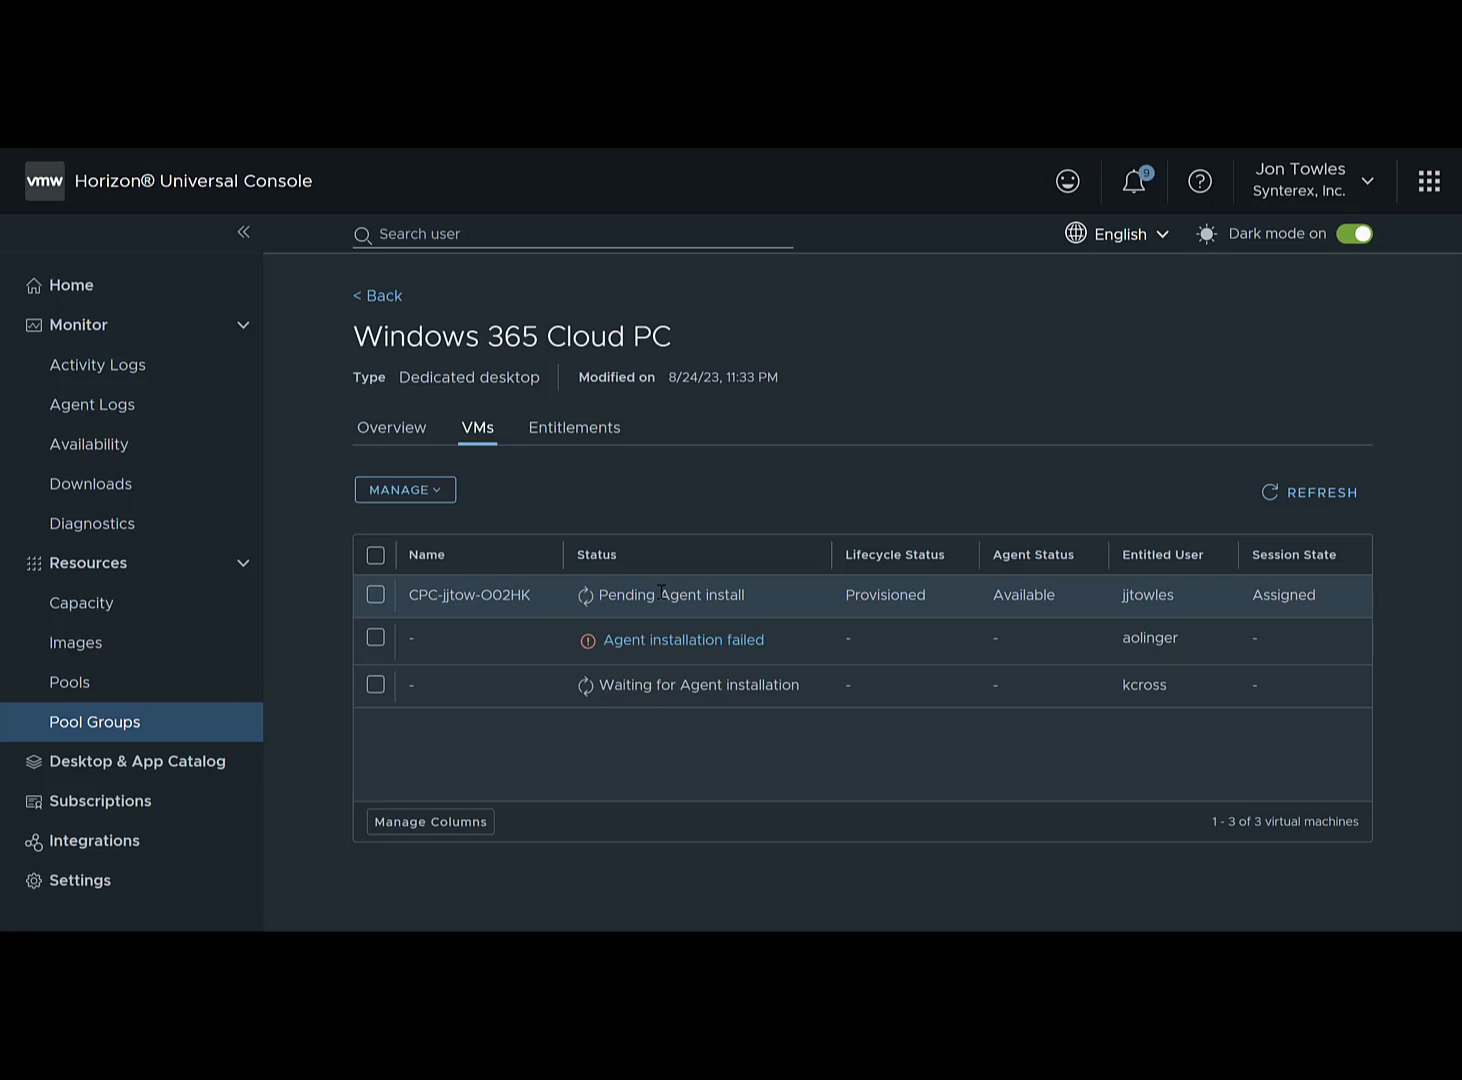 vmw Horizon® Universal Console
9
Jon Towles
Synterex, Inc.
Search user
English
Dark mode on
Home
Monitor
Activity Logs
Agent Logs
Availability
Downloads
Diagnostics
Resources
Capacity
Images
Pools
Pool Groups
Desktop & App Catalog
Subscriptions
Integrations
Settings
< Back
Windows 365 Cloud PC
Type Dedicated desktop Modified on 8/24/23, 11:33 PM
Overview VMs Entitlements
MANAGE
REFRESH
Name Status Lifecycle Status Agent Status Entitled User Session State
CPC-jjtow-O02HK Pending Agent install Provisioned Available jjtowles Assigned
- Agent installation failed - - aolinger -
- Waiting for Agent installation - - kcross -
Manage Columns
1 - 3 of 3 virtual machines